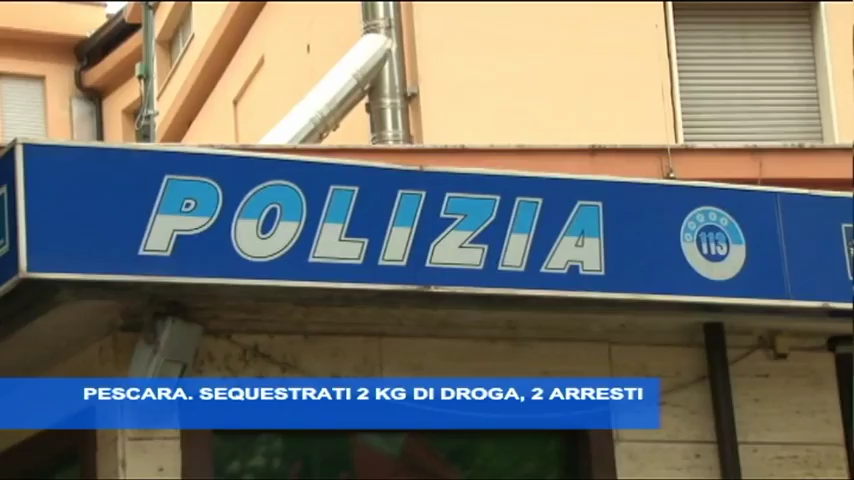 POLIZIA
113
PESCARA. SEQUESTRATI 2 KG DI DROGA, 2 ARRESTI